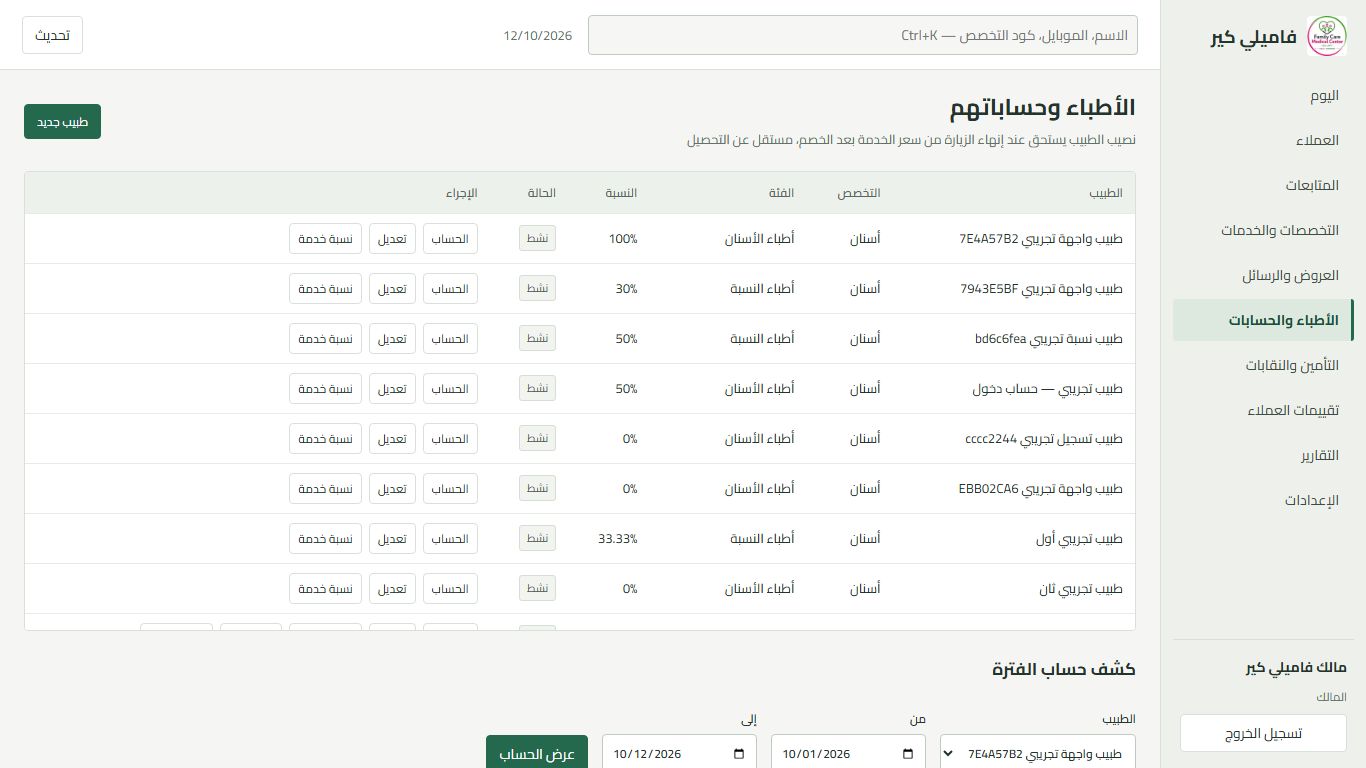 فاميلي كير
Family Care
Medical Center
الاسم، الموبايل، كود التخصص — Ctrl+K
12/10/2026
تحديث
اليوم
العملاء
المتابعات
التخصصات والخدمات
العروض والرسائل
الأطباء والحسابات
التأمين والنقابات
تقييمات العملاء
التقارير
الإعدادات
مالك فاميلي كير
المالك
تسجيل الخروج
الأطباء وحساباتهم
نصيب الطبيب يستحق عند إنهاء الزيارة من سعر الخدمة بعد الخصم، مستقل عن التحصيل
طبيب جديد
الطبيب التخصص الفئة النسبة الحالة الإجراء
طبيب واجهة تجريبي 7E4A57B2 أسنان أطباء الأسنان 100% نشط الحساب تعديل نسبة خدمة
طبيب واجهة تجريبي 7943E5BF أسنان أطباء النسبة 30% نشط الحساب تعديل نسبة خدمة
طبيب نسبة تجريبي bd6c6fea أسنان أطباء النسبة 50% نشط الحساب تعديل نسبة خدمة
طبيب تجريبي — حساب دخول أسنان أطباء الأسنان 50% نشط الحساب تعديل نسبة خدمة
طبيب تسجيل تجريبي cccc2244 أسنان أطباء الأسنان 0% نشط الحساب تعديل نسبة خدمة
طبيب واجهة تجريبي EBB02CA6 أسنان أطباء الأسنان 0% نشط الحساب تعديل نسبة خدمة
طبيب تجريبي أول أسنان أطباء النسبة 33.33% نشط الحساب تعديل نسبة خدمة
طبيب تجريبي ثان أسنان أطباء الأسنان 0% نشط الحساب تعديل نسبة خدمة
كشف حساب الفترة
الطبيب من إلى
طبيب واجهة تجريبي 7E4A57B2 10/01/2026 10/12/2026 عرض الحساب